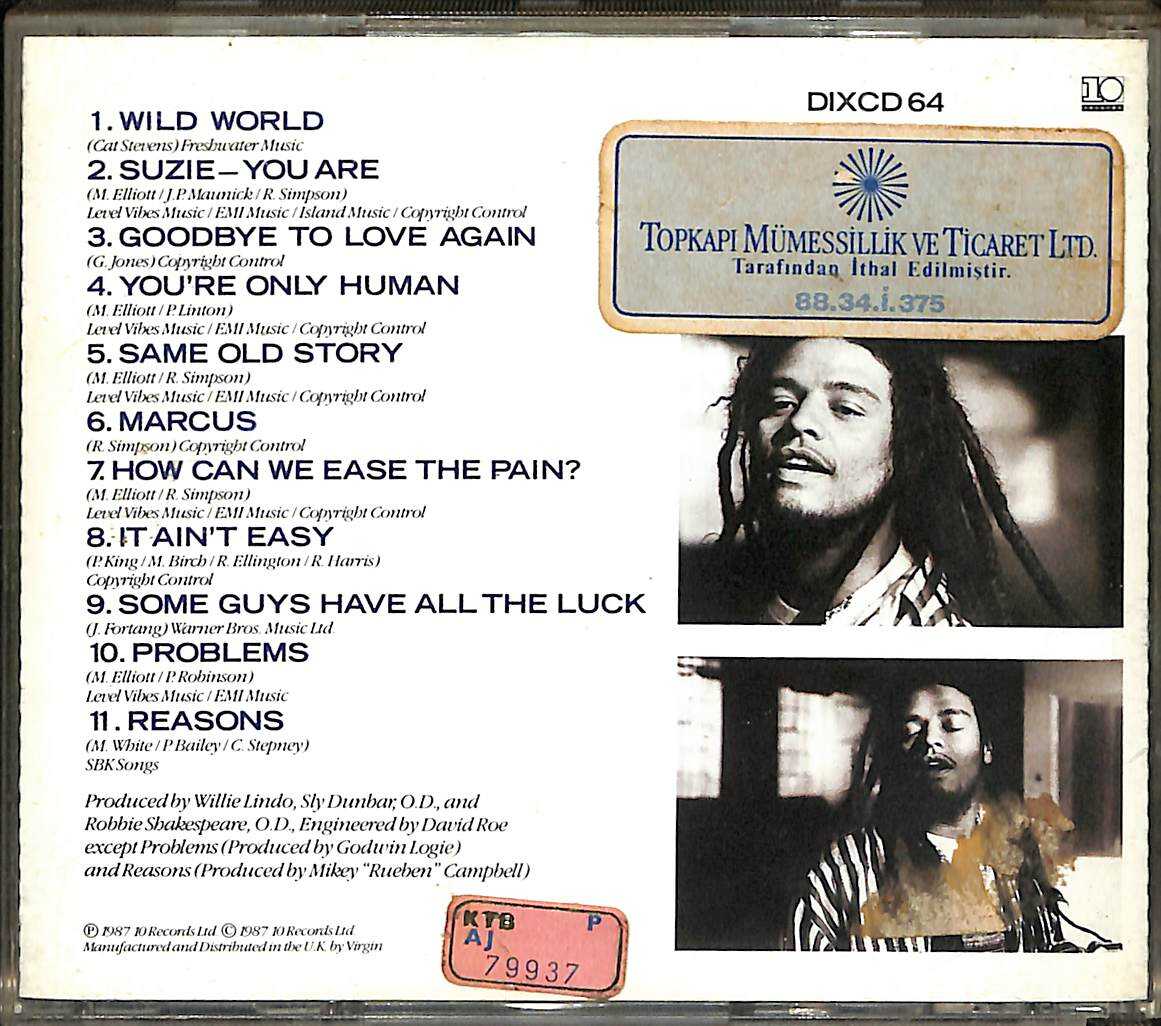 1. WILD WORLD
(Cat Stevens) Freshwater Music
2. SUZIE–YOU ARE
(M. Elliott / J.P. Maunick / R. Simpson)
Level Vibes Music / EMI Music / Island Music / Copyright Control
3. GOODBYE TO LOVE AGAIN
(G. Jones) Copyright Control
4. YOU'RE ONLY HUMAN
(M. Elliott / P. Linton)
Level Vibes Music / EMI Music / Copyright Control
5. SAME OLD STORY
(M. Elliott / R. Simpson)
Level Vibes Music / EMI Music / Copyright Control
6. MARCUS
(R. Simpson) Copyright Control
7. HOW CAN WE EASE THE PAIN?
(M. Elliott / R. Simpson)
Level Vibes Music / EMI Music / Copyright Control
8. IT AIN'T EASY
(P. King / M. Birch / R. Ellington / R. Harris)
Copyright Control
9. SOME GUYS HAVE ALL THE LUCK
(J. Fortang) Warner Bros. Music Ltd.
10. PROBLEMS
(M. Elliott / P. Robinson)
Level Vibes Music / EMI Music
11. REASONS
(M. White / P. Bailey / C. Stepney)
SBK Songs
Produced by Willie Lindo, Sly Dunbar, O.D., and
Robbie Shakespeare, O.D., Engineered by David Roe
except Problems (Produced by Godwin Logie)
and Reasons (Produced by Mikey “Rueben” Campbell)
℗ 1987 10 Records Ltd © 1987 10 Records Ltd
Manufactured and Distributed in the U.K. by Virgin
DIXCD 64
10
TOPKAPI MÜMESSİLLİK VE TİCARET LTD.
Tarafından İthal Edilmiştir.
88.34.İ.375
KTB P
AJ
79937